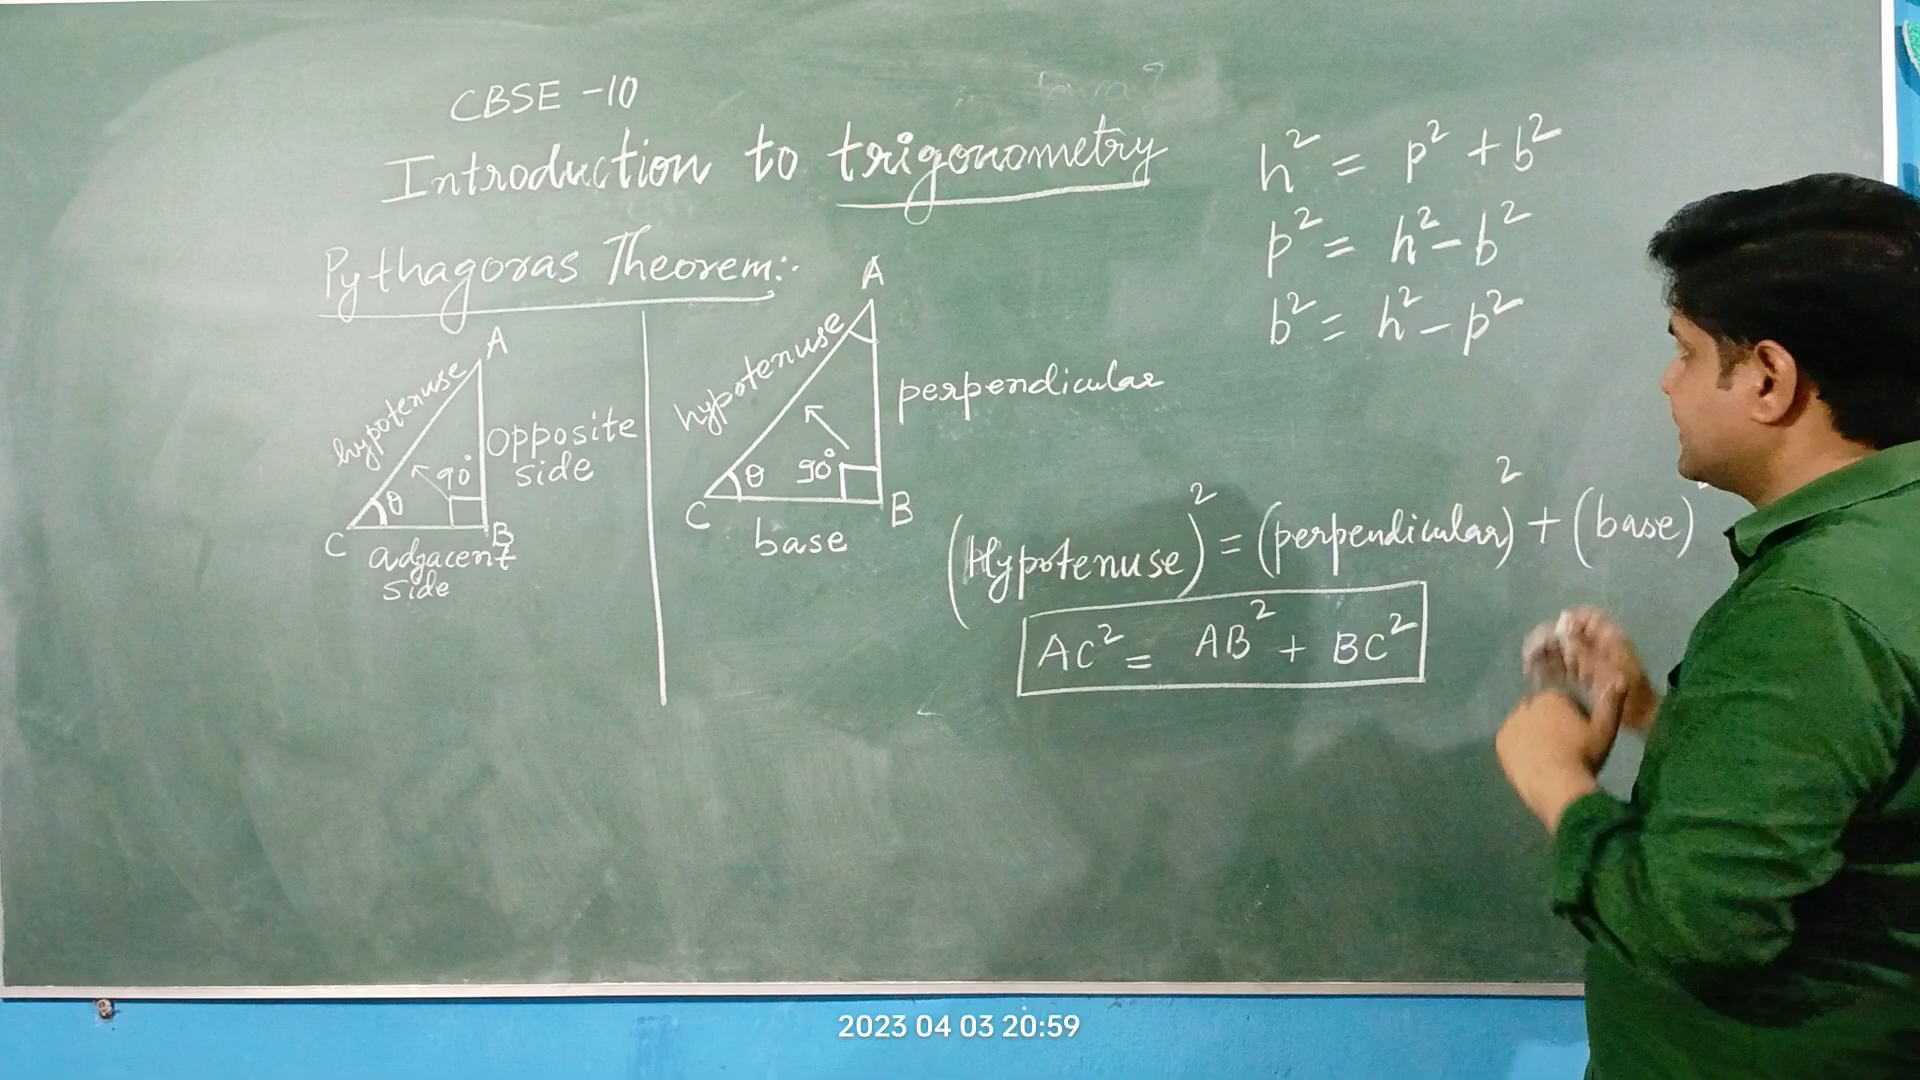 CBSE -10
Introduction to trigonometry
Pythagoras Theorem:-
A
hypotenuse
Opposite
side
90°
θ
C
B
adjacent
side
A
hypotenuse
perpendicular
θ
90°
C
B
base
h² = p² + b²
p² = h² - b²
b² = h² - p²
(Hypotenuse)² = (perpendicular)² + (base)
AC² = AB² + BC²
2023 04 03 20:59